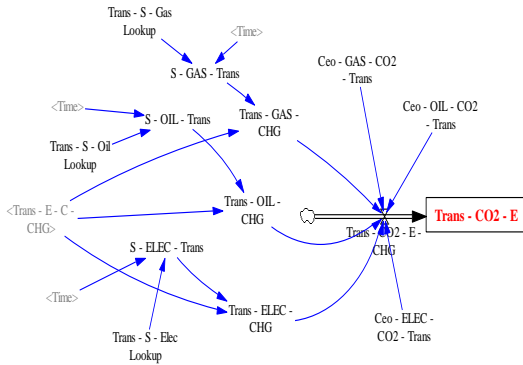 Trans - S - Gas
Lookup
<Time>
S - GAS - Trans
Ceo - GAS - CO2
- Trans
<Time>
S - OIL - Trans
Trans - GAS -
CHG
Ceo - OIL - CO2
- Trans
Trans - S - Oil
Lookup
<Trans - E - C -
CHG>
Trans - OIL -
CHG
Trans - CO2 - E
Trans - CO2 - E -
CHG
S - ELEC - Trans
<Time>
Trans - ELEC -
CHG
Ceo - ELEC -
CO2 - Trans
Trans - S - Elec
Lookup